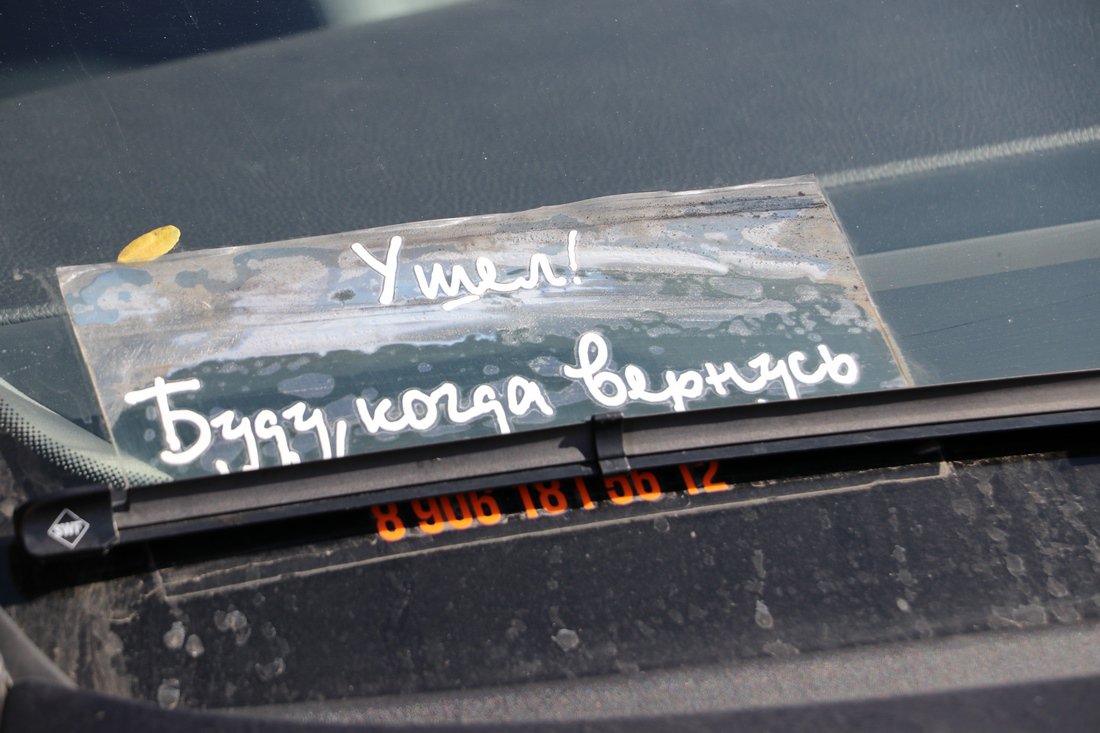 Ушел!
Буду, когда вернусь
8 906 181 56 12
SWF